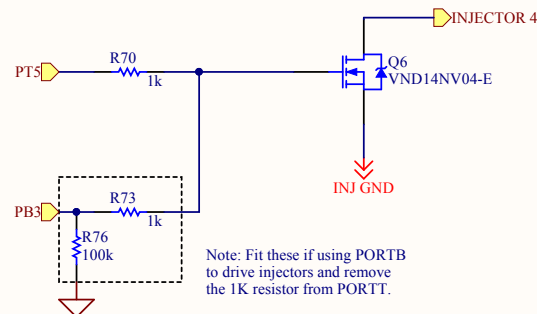 INJECTOR 4
R70
PT5
1k
Q6
VND14NV04-E
INJ GND
R73
PB3
1k
R76
100k
Note: Fit these if using PORTB
to drive injectors and remove
the 1K resistor from PORTT.